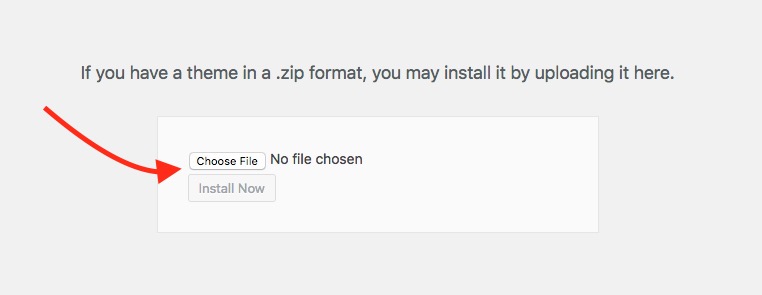 If you have a theme in a .zip format, you may install it by uploading it here.
Choose File No file chosen
Install Now